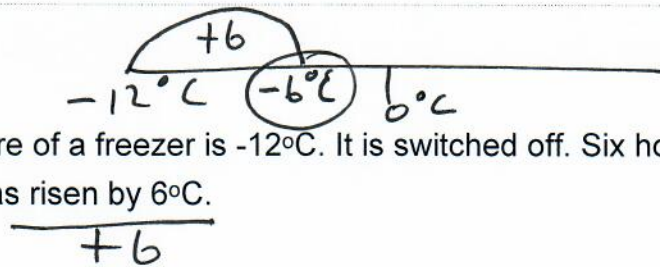 +6
-12°C -6°C 0°C
re of a freezer is -12°C. It is switched off. Six ho
as risen by 6°C.
+6